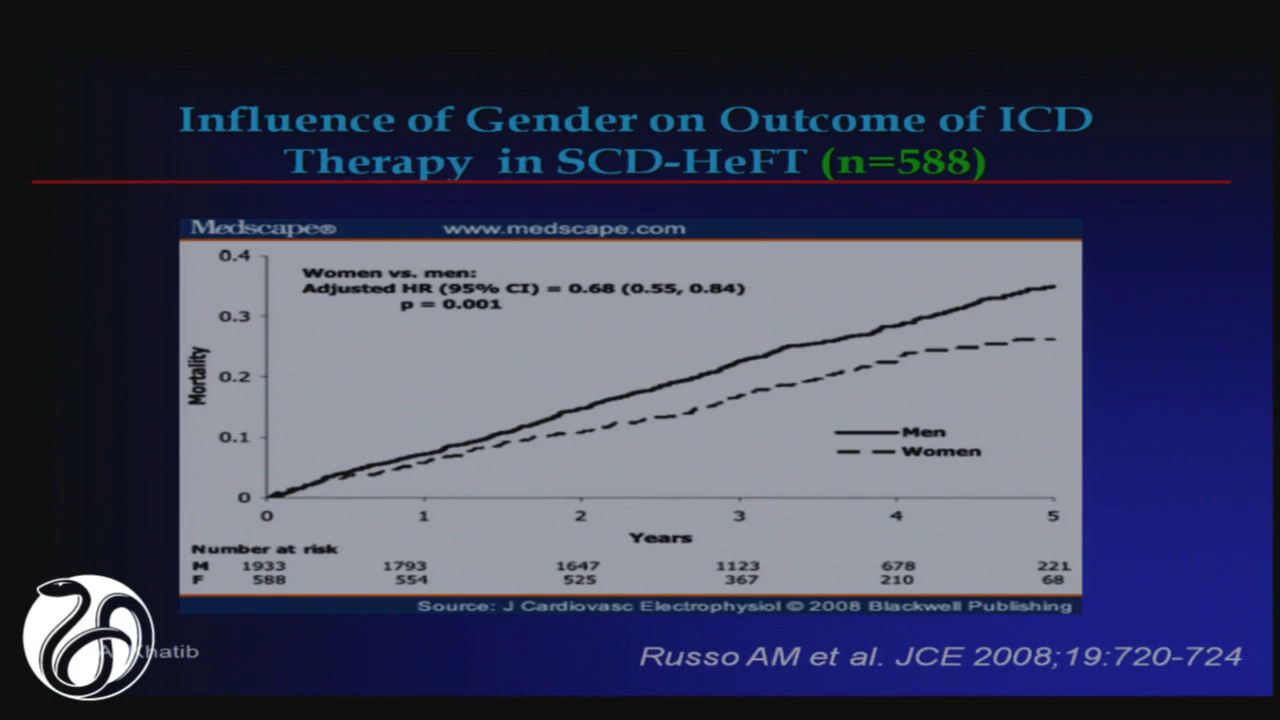 Influence of Gender on Outcome of ICD
Therapy in SCD-HeFT (n=588)
Medscape® www.medscape.com
0.4
Women vs. men:
Adjusted HR (95% CI) = 0.68 (0.55, 0.84)
p = 0.001
0.3
Mortality
0.2
0.1
Men
Women
0
0 1 2 3 4 5
Years
Number at risk
M 1933 1793 1647 1123 678 221
F 588 554 525 367 210 68
Source: J Cardiovasc Electrophysiol © 2008 Blackwell Publishing
Russo AM et al. JCE 2008;19:720-724